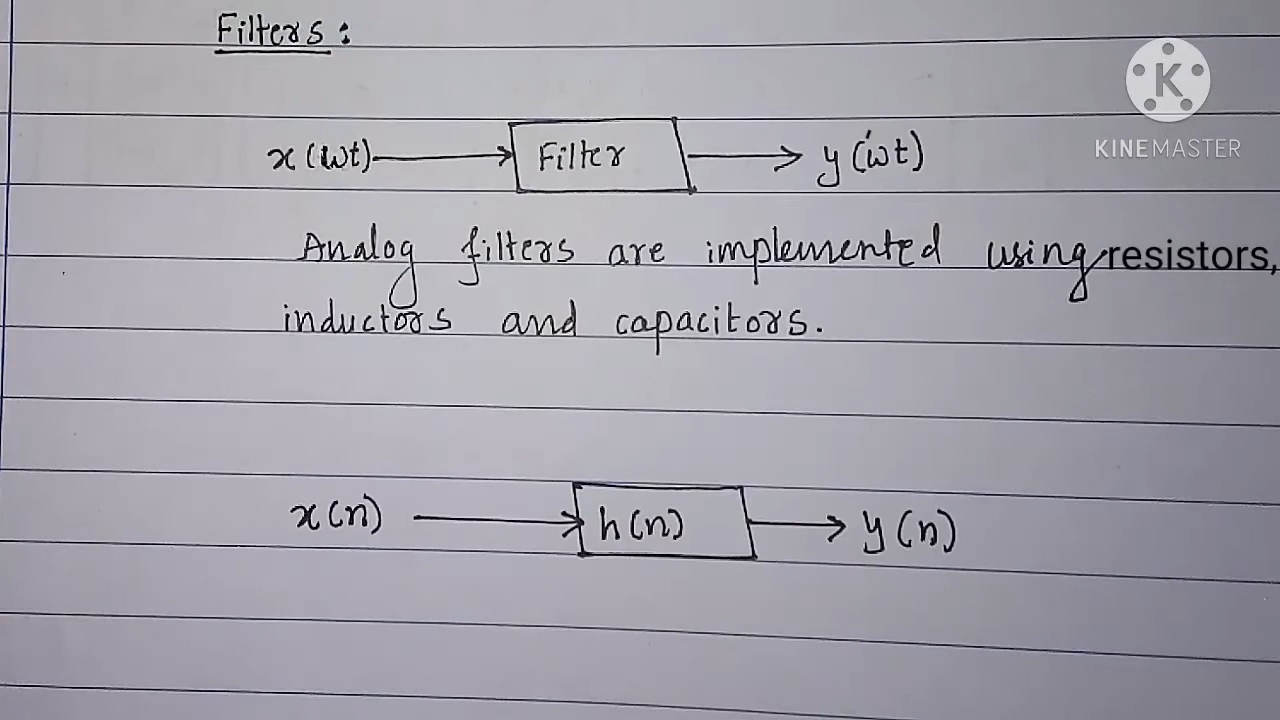 Filters:
K
KINEMASTER
x(ωt) Filter y(ωt)
Analog filters are implemented using resistors,
inductors and capacitors.
x(n) h(n) y(n)